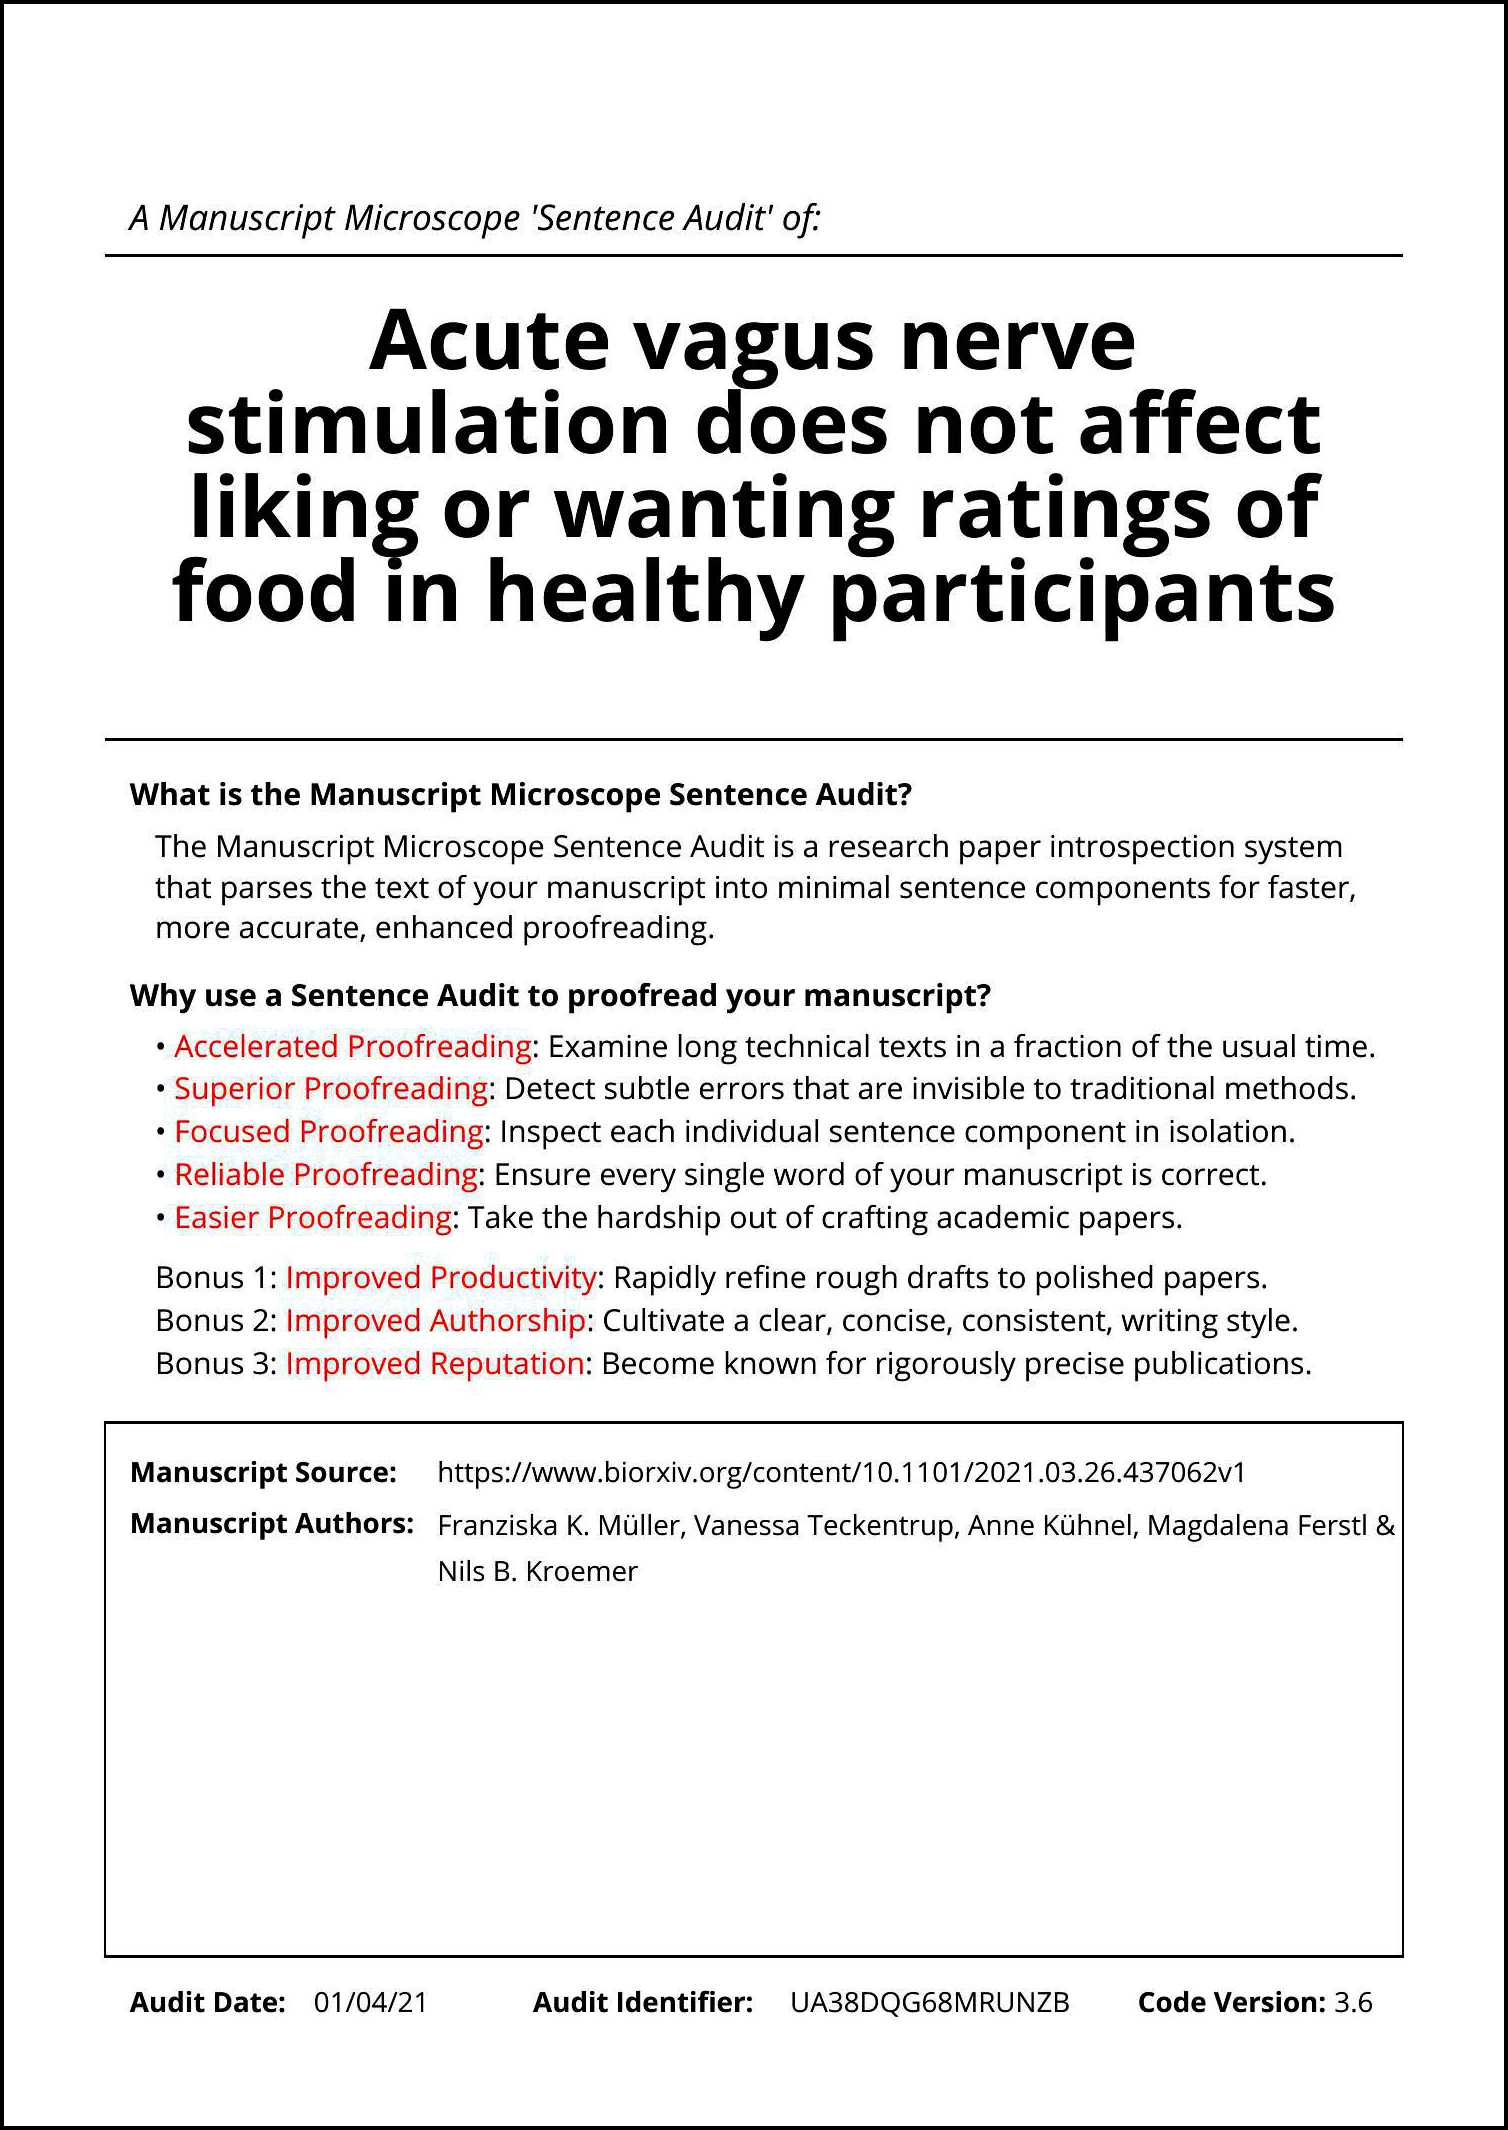 A Manuscript Microscope 'Sentence Audit' of:
Acute vagus nerve
stimulation does not affect
liking or wanting ratings of
food in healthy participants
What is the Manuscript Microscope Sentence Audit?
The Manuscript Microscope Sentence Audit is a research paper introspection system
that parses the text of your manuscript into minimal sentence components for faster,
more accurate, enhanced proofreading.
Why use a Sentence Audit to proofread your manuscript?
• Accelerated Proofreading: Examine long technical texts in a fraction of the usual time.
• Superior Proofreading: Detect subtle errors that are invisible to traditional methods.
• Focused Proofreading: Inspect each individual sentence component in isolation.
• Reliable Proofreading: Ensure every single word of your manuscript is correct.
• Easier Proofreading: Take the hardship out of crafting academic papers.
Bonus 1: Improved Productivity: Rapidly refine rough drafts to polished papers.
Bonus 2: Improved Authorship: Cultivate a clear, concise, consistent, writing style.
Bonus 3: Improved Reputation: Become known for rigorously precise publications.
Manuscript Source: https://www.biorxiv.org/content/10.1101/2021.03.26.437062v1
Manuscript Authors: Franziska K. Müller, Vanessa Teckentrup, Anne Kühnel, Magdalena Ferstl &
Nils B. Kroemer
Audit Date: 01/04/21 Audit Identifier: UA38DQG68MRUNZB Code Version: 3.6